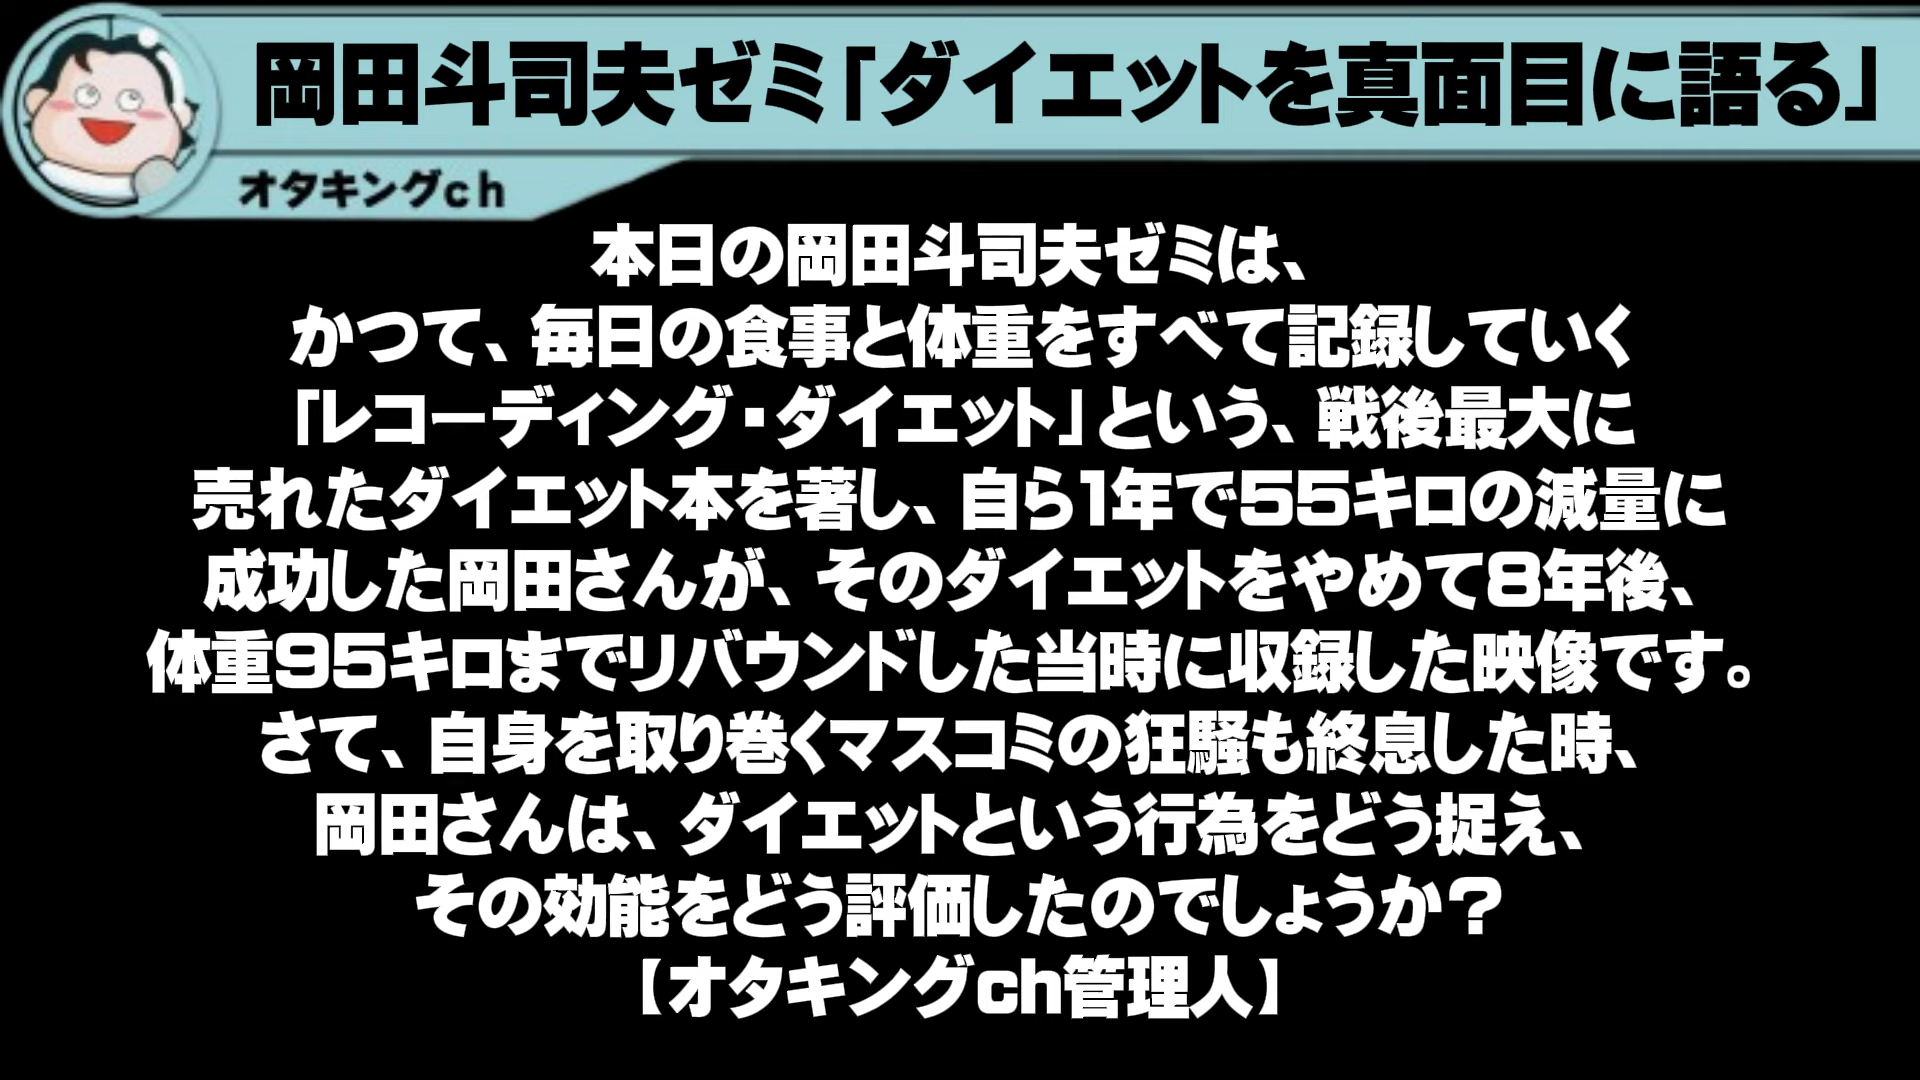 岡田斗司夫ゼミ「ダイエットを真面目に語る」
オタキングch
本日の岡田斗司夫ゼミは、
かつて、毎日の食事と体重をすべて記録していく
「レコーディング・ダイエット」という、戦後最大に
売れたダイエット本を著し、自ら1年で55キロの減量に
成功した岡田さんが、そのダイエットをやめて8年後、
体重95キロまでリバウンドした当時に収録した映像です。
さて、自身を取り巻くマスコミの狂騒も終息した時、
岡田さんは、ダイエットという行為をどう捉え、
その効能をどう評価したのでしょうか?
【オタキングch管理人】